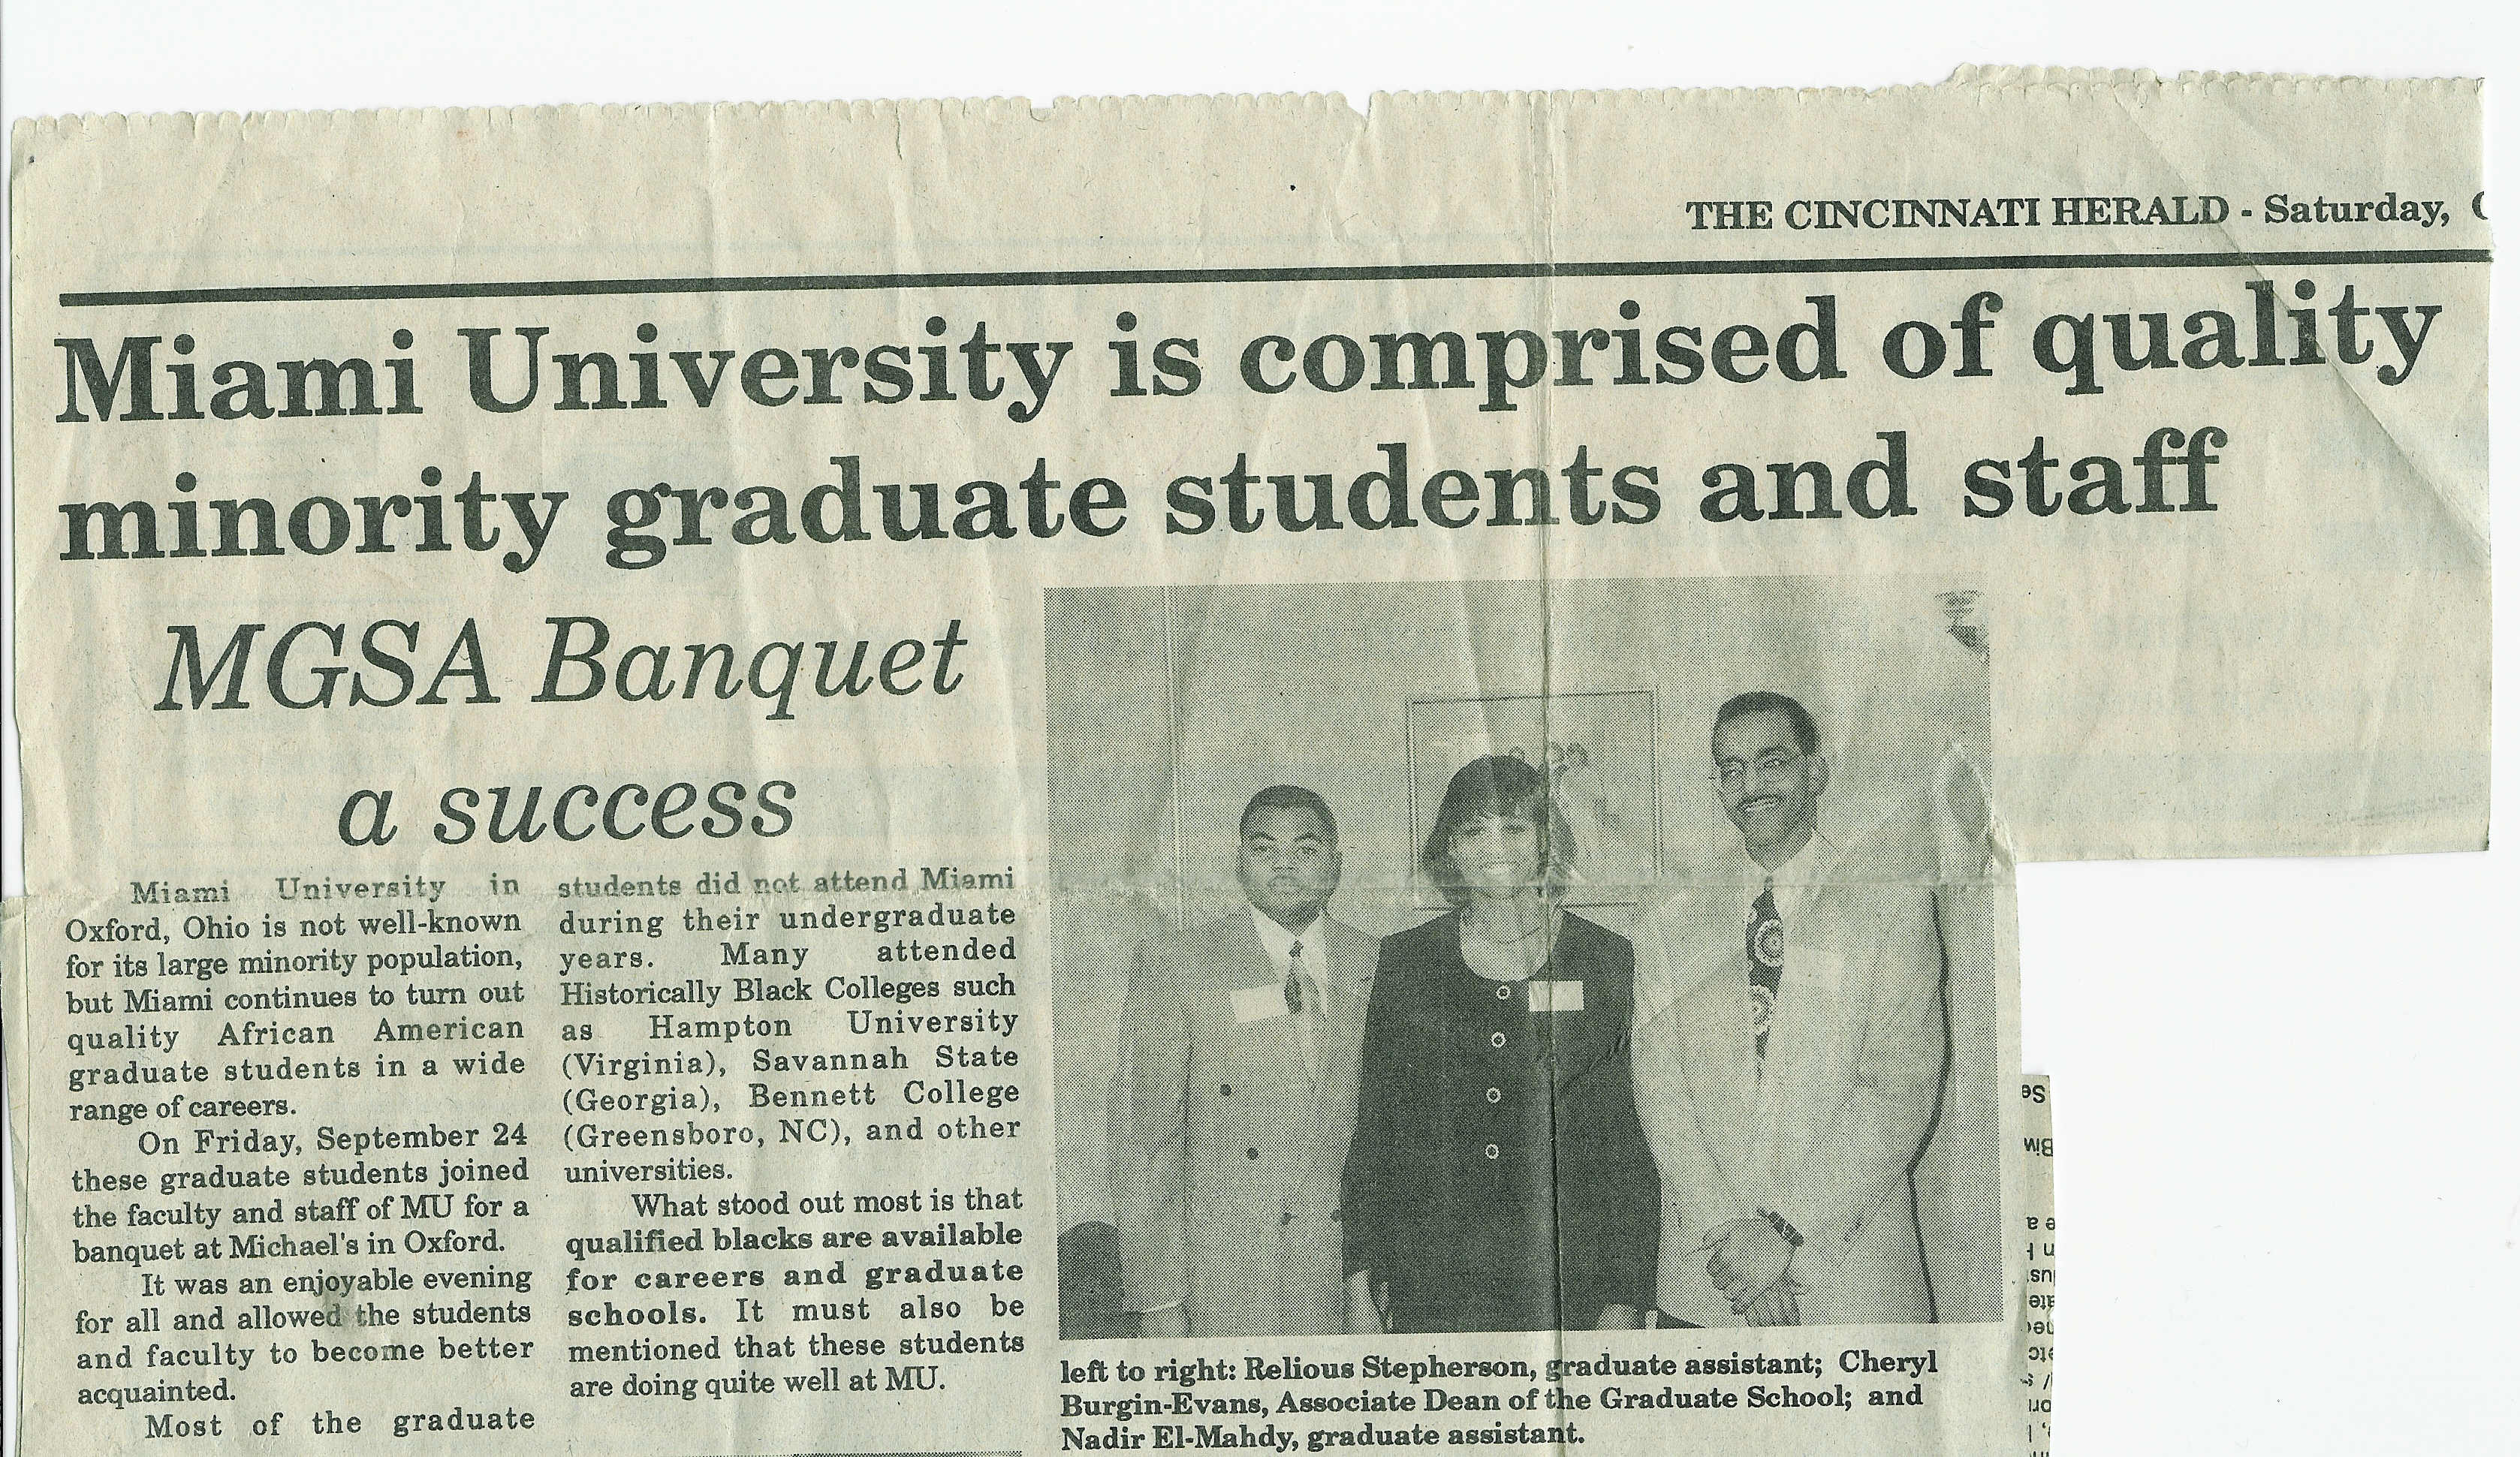 THE CINCINNATI HERALD - Saturday,
Miami University is comprised of quality
minority graduate students and staff
MGSA Banquet
a success
Miami University in
Oxford, Ohio is not well-known
for its large minority population,
but Miami continues to turn out
quality African American
graduate students in a wide
range of careers.
On Friday, September 24
these graduate students joined
the faculty and staff of MU for a
banquet at Michael's in Oxford.
It was an enjoyable evening
for all and allowed the students
and faculty to become better
acquainted.
Most of the graduate
students did not attend Miami
during their undergraduate
years. Many attended
Historically Black Colleges such
as Hampton University
(Virginia), Savannah State
(Georgia), Bennett College
(Greensboro, NC), and other
universities.
What stood out most is that
qualified blacks are available
for careers and graduate
schools. It must also be
mentioned that these students
are doing quite well at MU.
left to right: Relious Stepherson, graduate assistant; Cheryl
Burgin-Evans, Associate Dean of the Graduate School; and
Nadir El-Mahdy, graduate assistant.